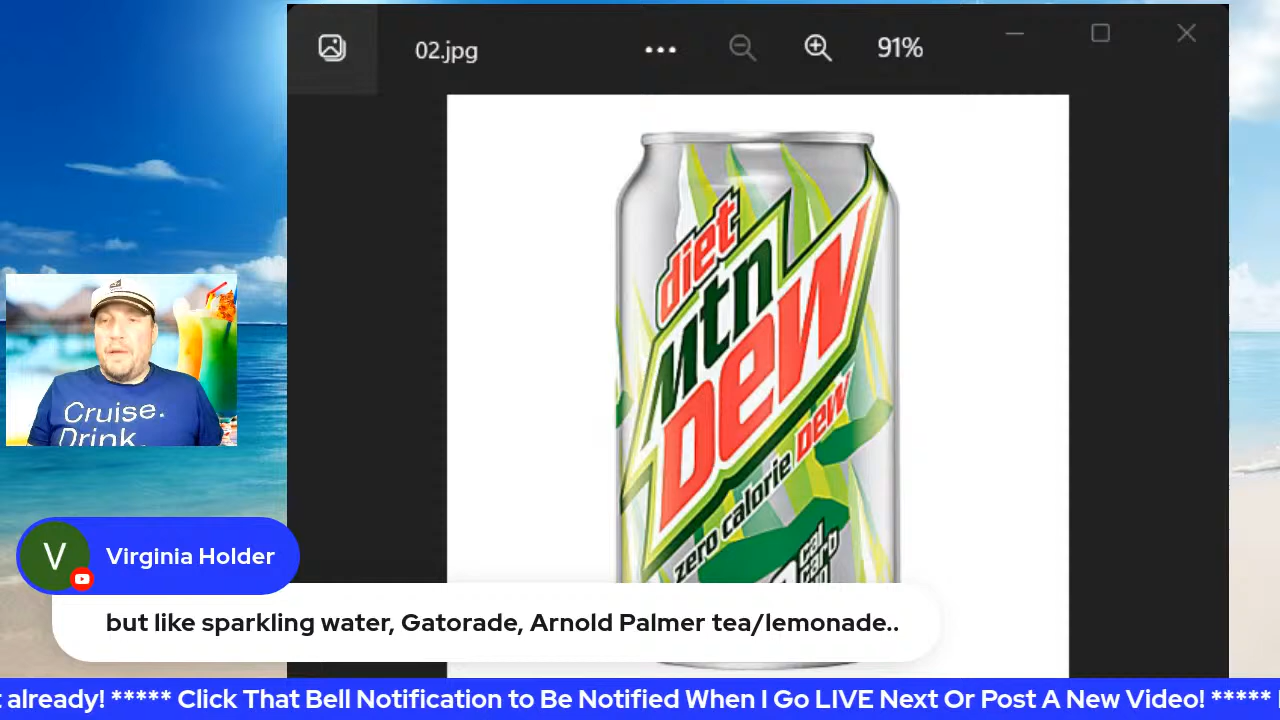 02.jpg
91%
diet
Mtn
DEW
zero calorie DEW
cal
carb
Cruise.
Drink.
V
Virginia Holder
but like sparkling water, Gatorade, Arnold Palmer tea/lemonade..
already! ***** Click That Bell Notification to Be Notified When I Go LIVE Next Or Post A New Video! *****